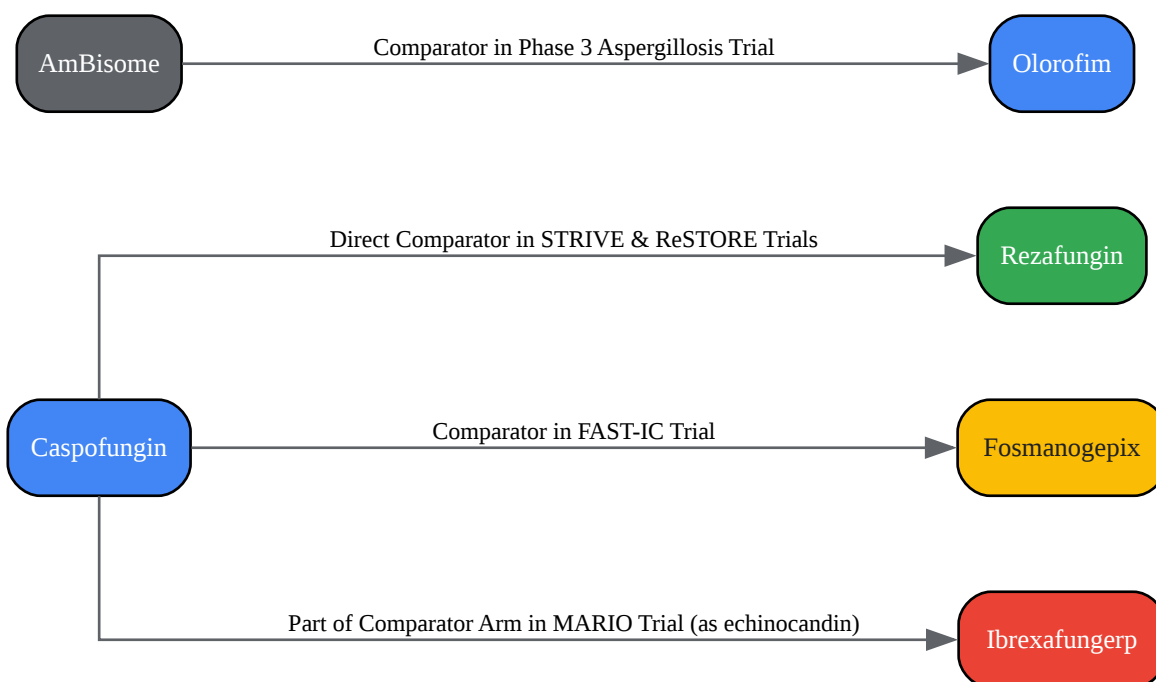 AmBisome
Comparator in Phase 3 Aspergillosis Trial
Olorofim
Direct Comparator in STRIVE & ReSTORE Trials
Rezafungin
Caspofungin
Comparator in FAST-IC Trial
Fosmanogepix
Part of Comparator Arm in MARIO Trial (as echinocandin)
Ibrexafungerp